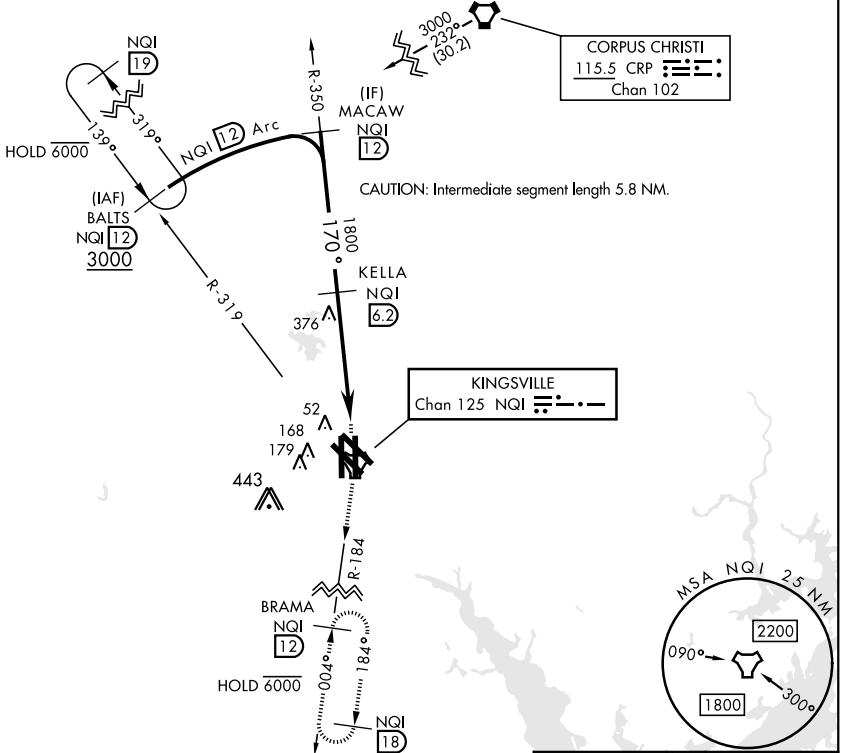 NQI
19
3000
232°
(30.2)
CORPUS CHRISTI
115.5 CRP
Chan 102
R-350
(IF)
MACAW
NQI
12
NQI 12 Arc
319°
139°
HOLD 6000
(IAF)
BALTS
NQI 12
3000
CAUTION: Intermediate segment length 5.8 NM.
1800
170°
R-319
KELLA
NQI
6.2
376
KINGSVILLE
Chan 125 NQI
52
168
179
443
R-184
BRAMA
NQI
12
HOLD 6000
004°
184°
NQI
18
MSA NQI 25 NM
2200
090°
1800
300°